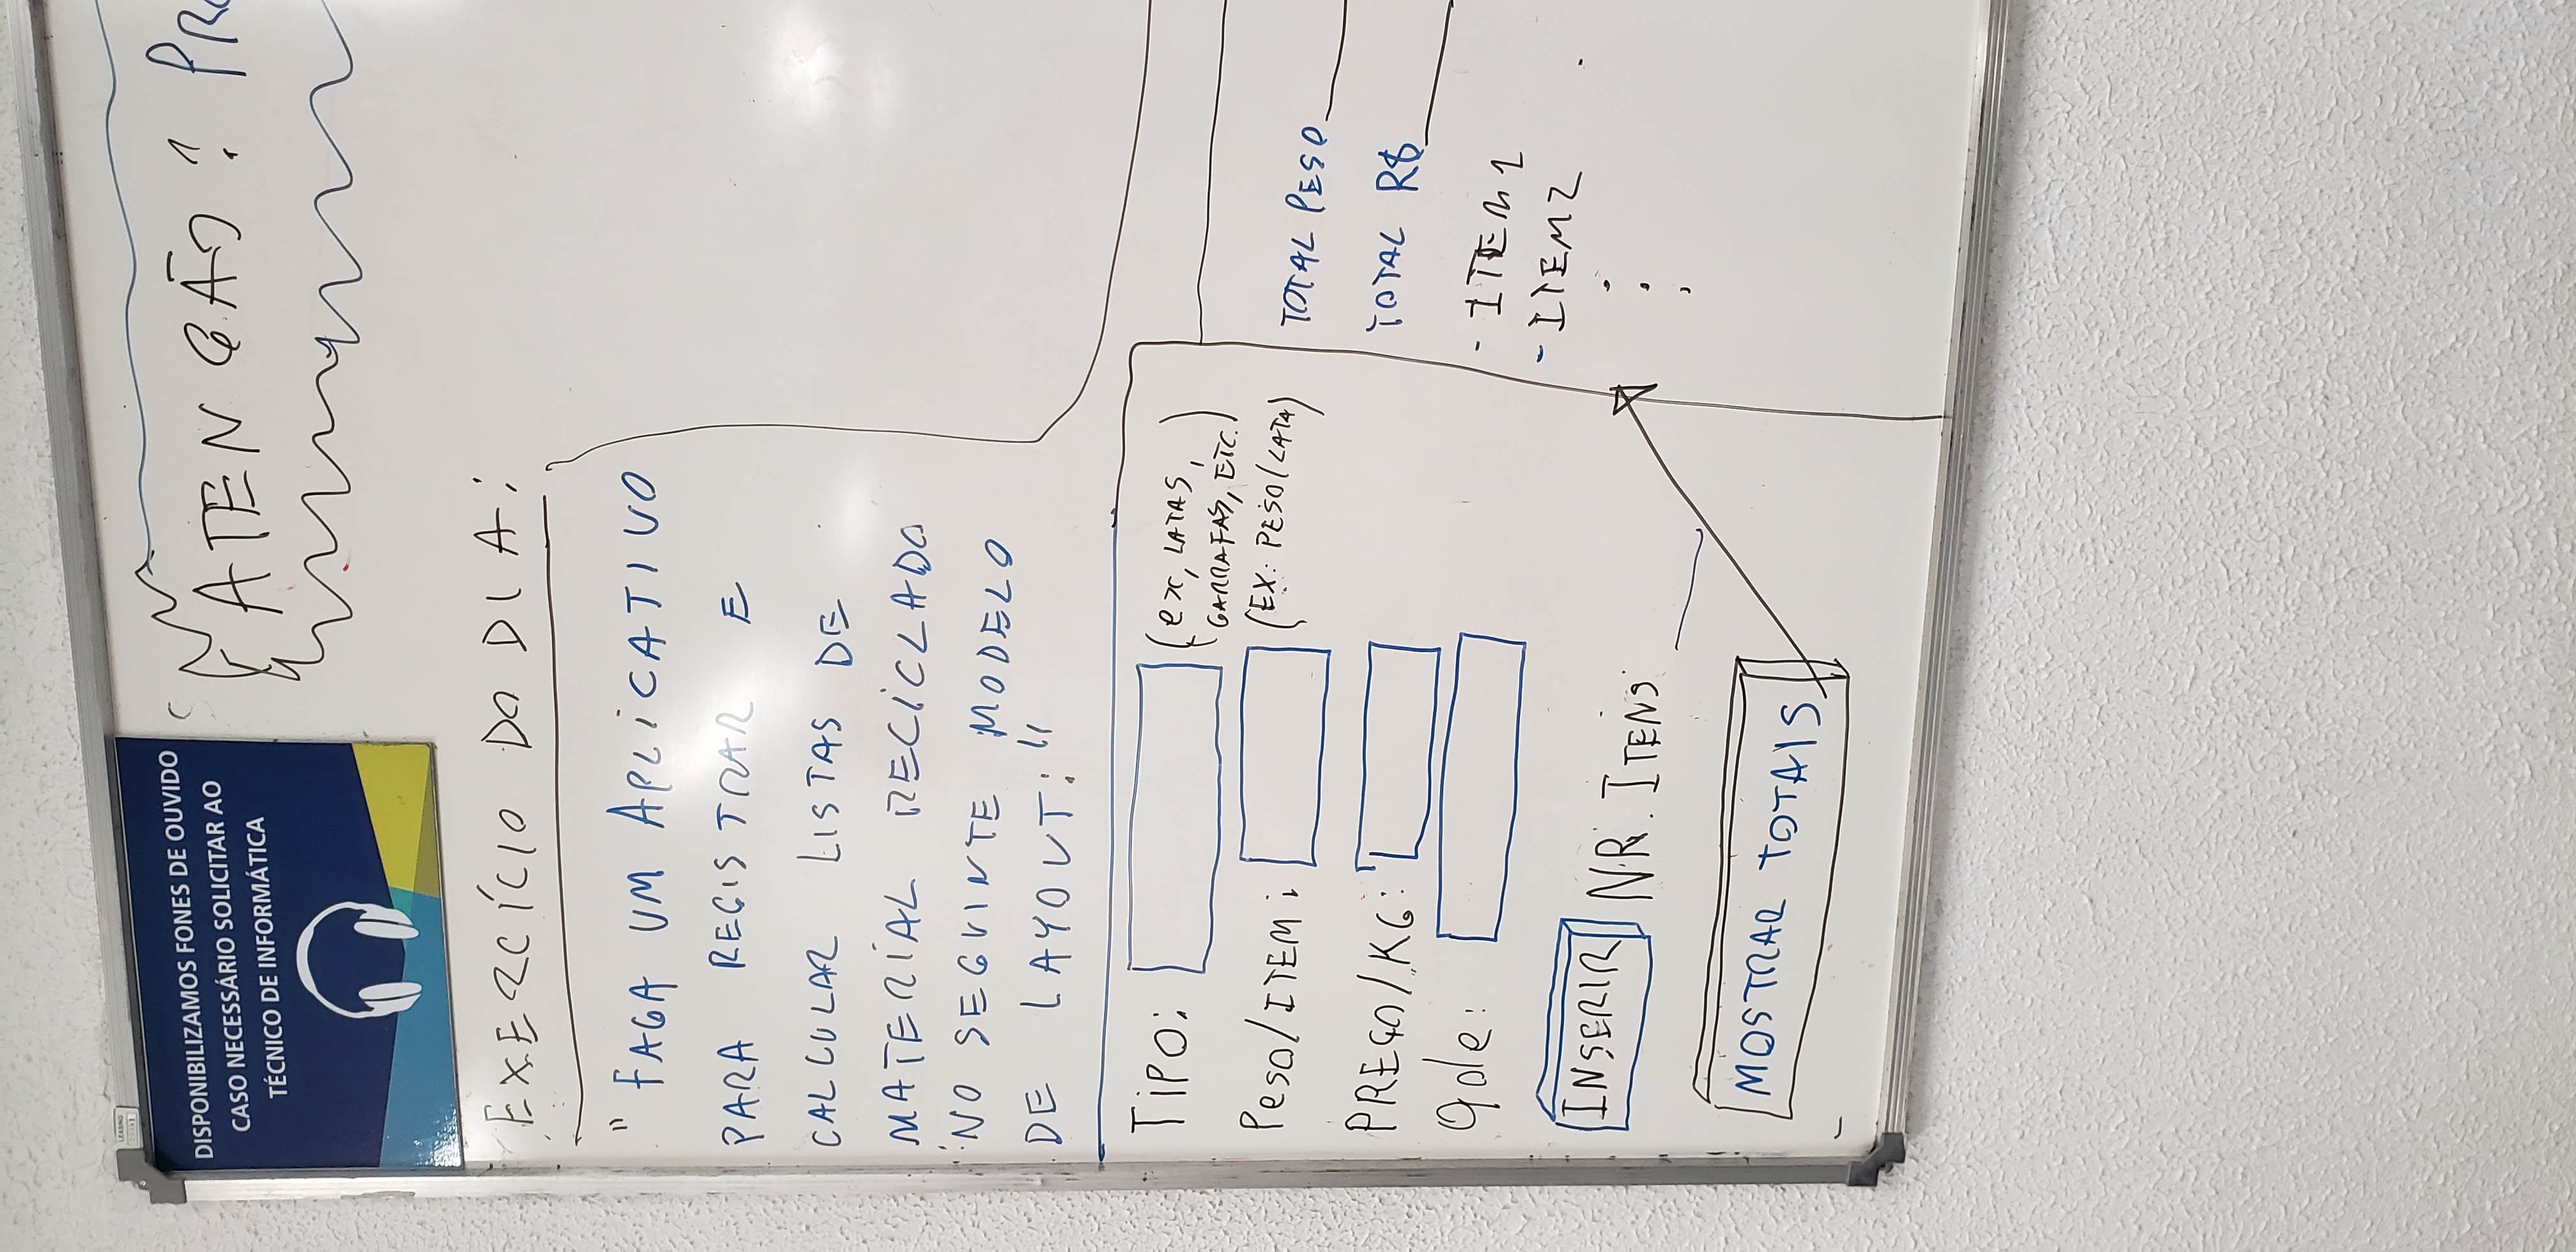 LEASING
DISPONIBILIZAMOS FONES DE OUVIDO
CASO NECESSÁRIO SOLICITAR AO
TÉCNICO DE INFORMÁTICA
ATENÇÃO!
EXERCÍCIO DO DIA:
"FAÇA UM APLICATIVO
PARA REGISTRAR E
CALCULAR LISTAS DE
MATERIAL RECICLADO
NO SEGUINTE MODELO
DE LAYOUT:"
TIPO: (ex, LATAS,
GARRAFAS, ETC.)
Peso/ITEM: (EX: PESO/LATA)
PREÇO/KG:
Qde:
INSERIR NR. ITENS
MOSTRAR TOTAIS
TOTAL PESO
TOTAL R$
- ITEM 1
- ITEM 2